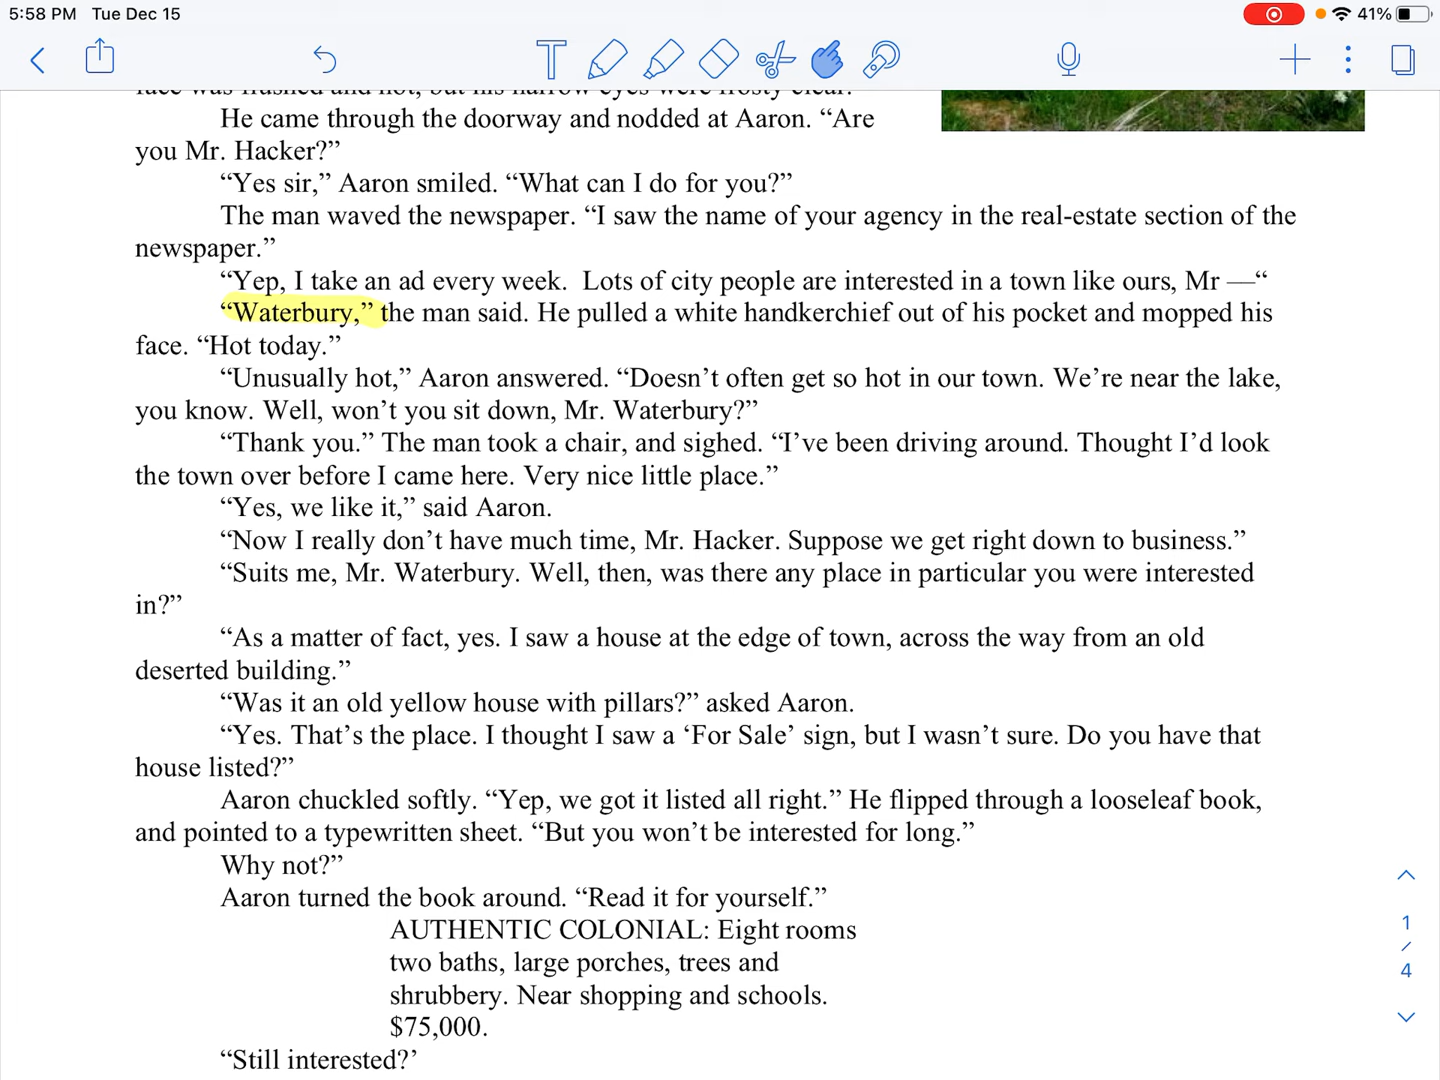 5:58 PM Tue Dec 15
41%
face was flushed and hot, but his narrow eyes were frosty clear.
He came through the doorway and nodded at Aaron. “Are
you Mr. Hacker?”
“Yes sir,” Aaron smiled. “What can I do for you?”
The man waved the newspaper. “I saw the name of your agency in the real-estate section of the
newspaper.”
“Yep, I take an ad every week.  Lots of city people are interested in a town like ours, Mr —“
“Waterbury,” the man said. He pulled a white handkerchief out of his pocket and mopped his
face. “Hot today.”
“Unusually hot,” Aaron answered. “Doesn’t often get so hot in our town. We’re near the lake,
you know. Well, won’t you sit down, Mr. Waterbury?”
“Thank you.” The man took a chair, and sighed. “I’ve been driving around. Thought I’d look
the town over before I came here. Very nice little place.”
“Yes, we like it,” said Aaron.
“Now I really don’t have much time, Mr. Hacker. Suppose we get right down to business.”
“Suits me, Mr. Waterbury. Well, then, was there any place in particular you were interested
in?”
“As a matter of fact, yes. I saw a house at the edge of town, across the way from an old
deserted building.”
“Was it an old yellow house with pillars?” asked Aaron.
“Yes. That’s the place. I thought I saw a ‘For Sale’ sign, but I wasn’t sure. Do you have that
house listed?”
Aaron chuckled softly. “Yep, we got it listed all right.” He flipped through a looseleaf book,
and pointed to a typewritten sheet. “But you won’t be interested for long.”
Why not?”
Aaron turned the book around. “Read it for yourself.”
AUTHENTIC COLONIAL: Eight rooms
two baths, large porches, trees and
shrubbery. Near shopping and schools.
$75,000.
“Still interested?’
1
/
4